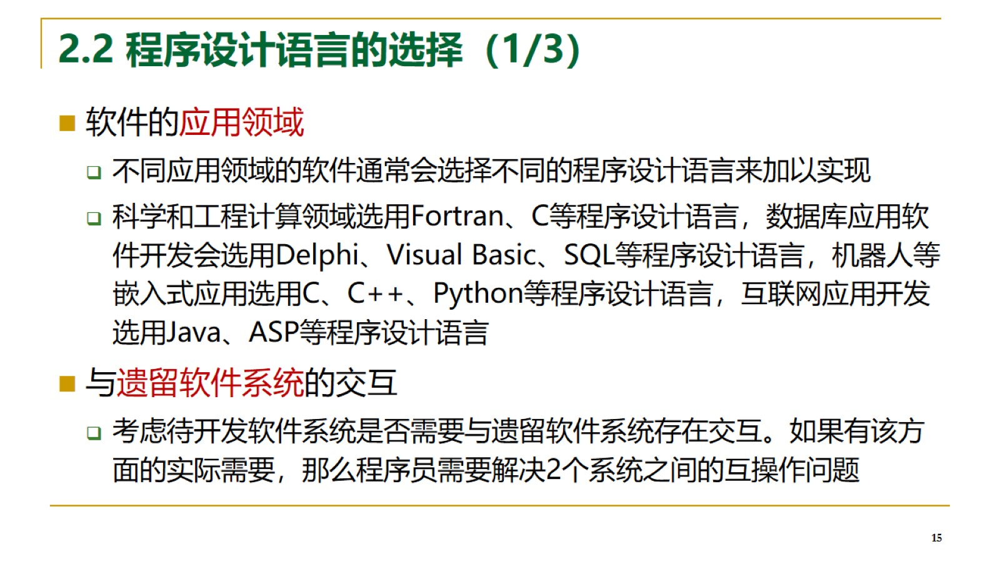 2.2 程序设计语言的选择（1/3）
软件的应用领域
不同应用领域的软件通常会选择不同的程序设计语言来加以实现
科学和工程计算领域选用Fortran、C等程序设计语言，数据库应用软
件开发会选用Delphi、Visual Basic、SQL等程序设计语言，机器人等
嵌入式应用选用C、C++、Python等程序设计语言，互联网应用开发
选用Java、ASP等程序设计语言
与遗留软件系统的交互
考虑待开发软件系统是否需要与遗留软件系统存在交互。如果有该方
面的实际需要，那么程序员需要解决2个系统之间的互操作问题
15